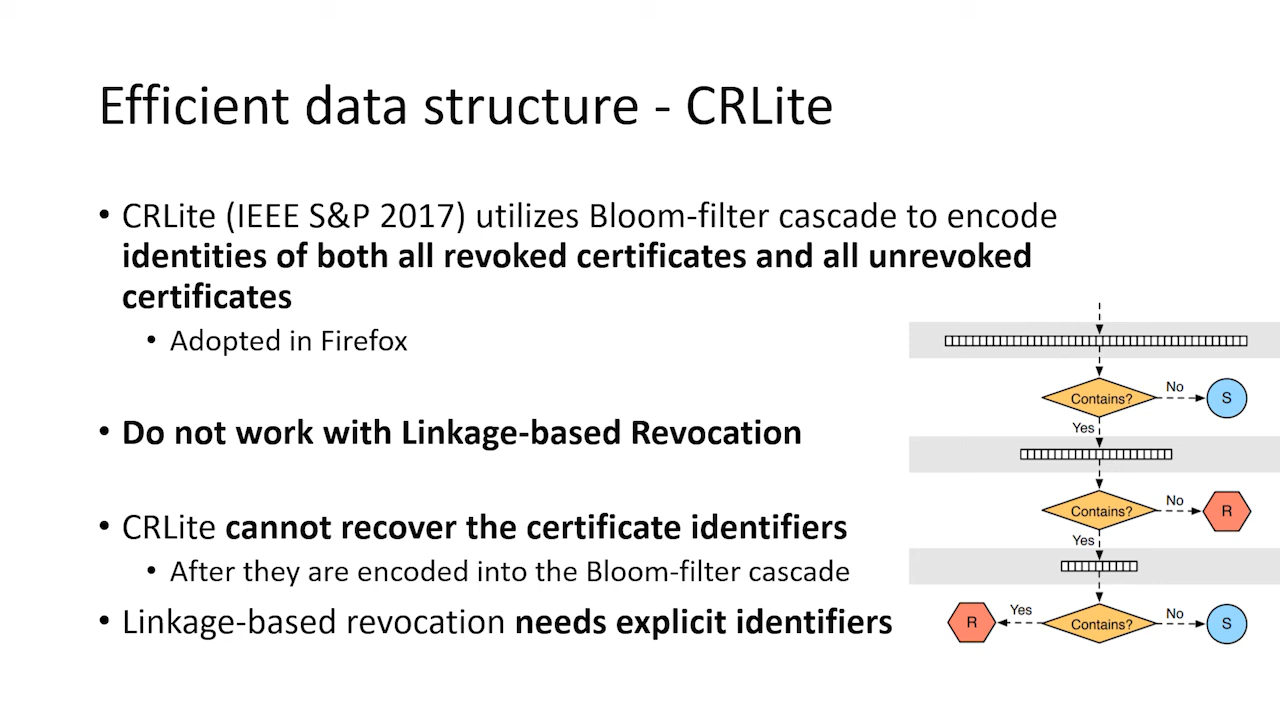 Efficient data structure - CRLite
• CRLite (IEEE S&P 2017) utilizes Bloom-filter cascade to encode
identities of both all revoked certificates and all unrevoked
certificates
• Adopted in Firefox
• Do not work with Linkage-based Revocation
• CRLite cannot recover the certificate identifiers
• After they are encoded into the Bloom-filter cascade
• Linkage-based revocation needs explicit identifiers
Contains?
No
S
Yes
Contains?
No
R
Yes
R
Yes
Contains?
No
S